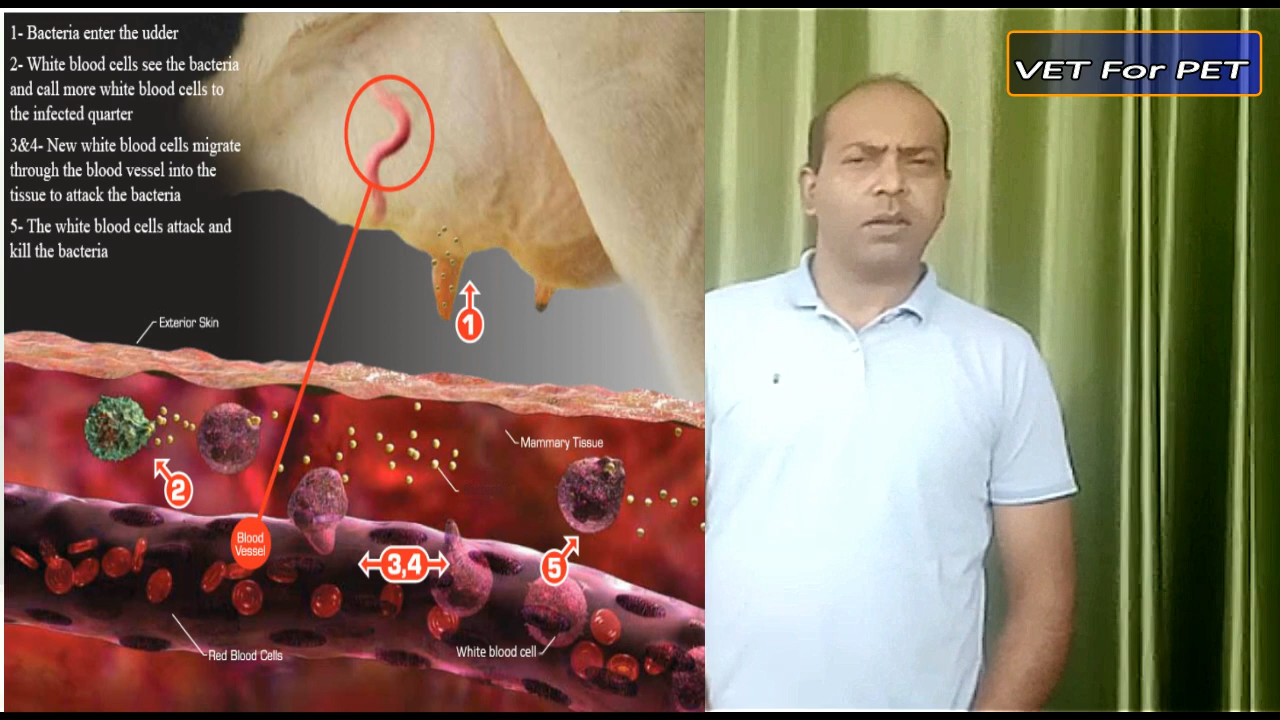 1- Bacteria enter the udder
2- White blood cells see the bacteria
and call more white blood cells to
the infected quarter
3&4- New white blood cells migrate
through the blood vessel into the
tissue to attack the bacteria
5- The white blood cells attack and
kill the bacteria
VET For PET
1
Exterior Skin
Mammary Tissue
2
Blood
Vessel
3,4
5
Red Blood Cells
White blood cell